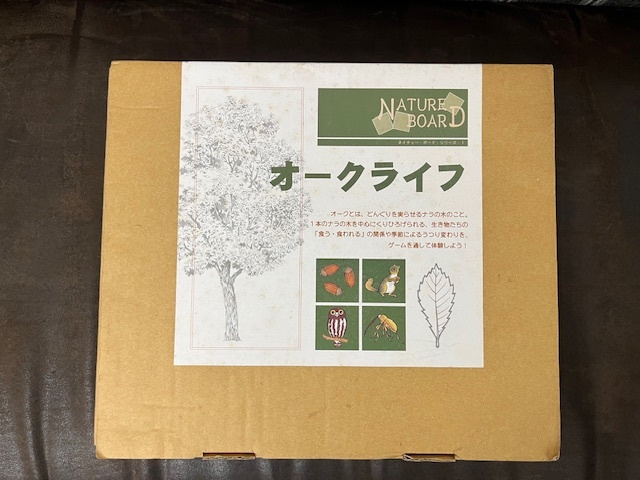 NATURE
BOARD
ネイチャーボードシリーズ・1
オークライフ
オークとは、どんぐりを実らせるナラの木のこと。
1本のナラの木を中心にくりひろげられる、生き物たちの
「食う・食われる」の関係や季節によるうつり変わりを、
ゲームを通して体験しよう!